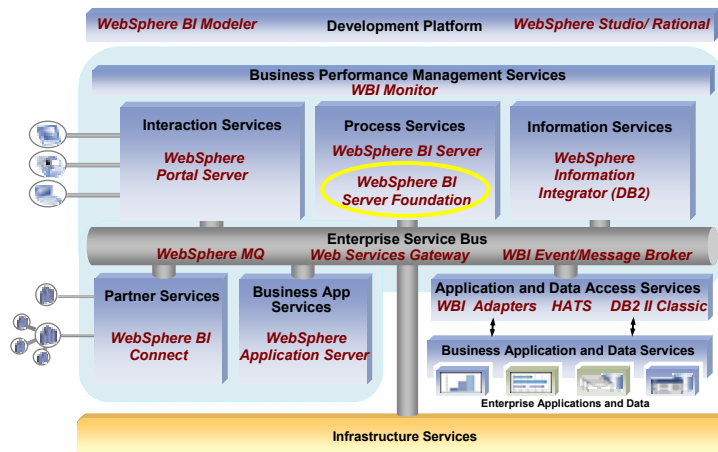 WebSphere BI Modeler
Development Platform
WebSphere Studio/ Rational
Business Performance Management Services
WBI Monitor
Interaction Services
WebSphere
Portal Server
Process Services
WebSphere BI Server
WebSphere BI
Server Foundation
Information Services
WebSphere
Information
Integrator (DB2)
Enterprise Service Bus
WebSphere MQ
Web Services Gateway
WBI Event/Message Broker
Partner Services
WebSphere BI
Connect
Business App
Services
WebSphere
Application Server
Application and Data Access Services
WBI Adapters HATS DB2 II Classic
Business Application and Data Services
Enterprise Applications and Data
Infrastructure Services